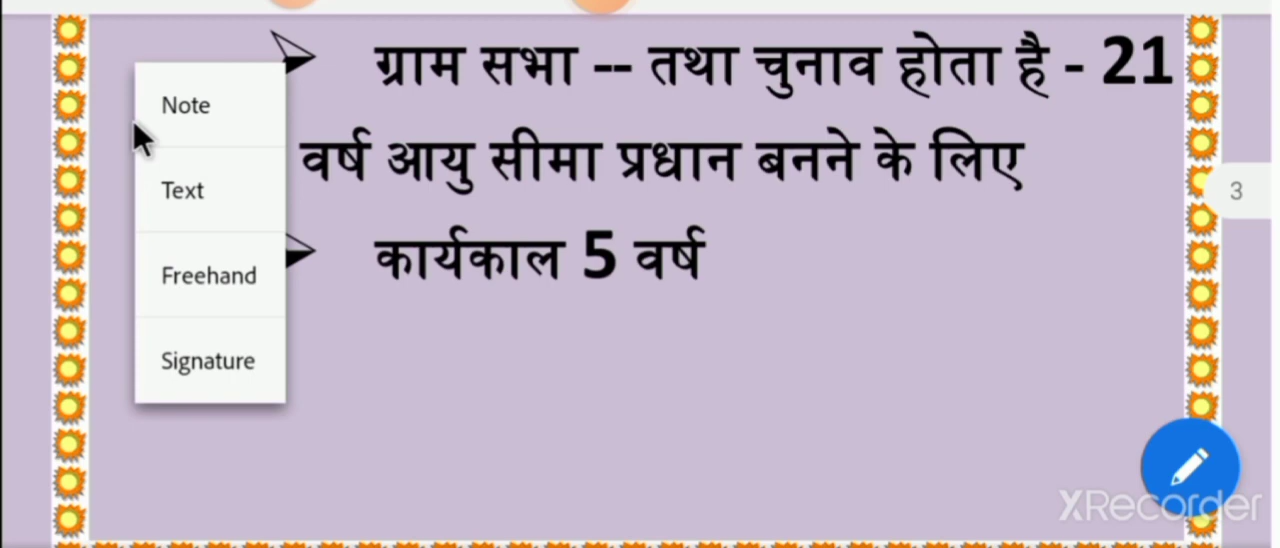 ग्राम सभा -- तथा चुनाव होता है - 21
Note
वर्ष आयु सीमा प्रधान बनने के लिए
Text
3
कार्यकाल 5 वर्ष
Freehand
Signature
XRecorder